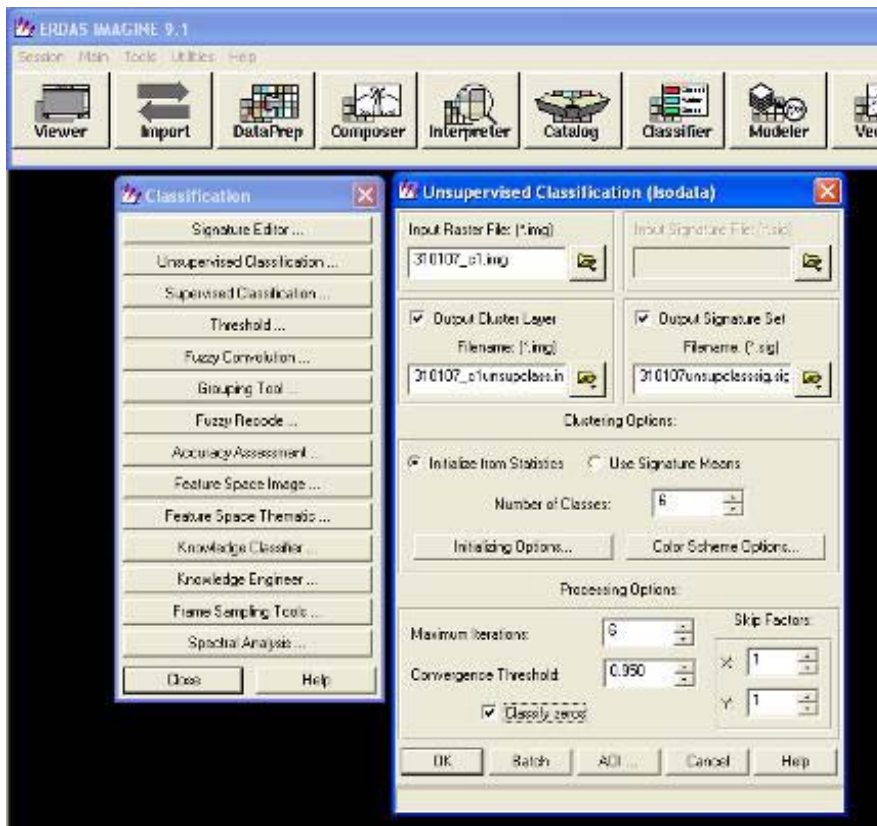 ERDAS IMAGINE 9.1
Session Main Tools Utilities Help
Viewer Import DataPrep Composer Interpreter Catalog Classifier Modeler Vec
Classification
Signature Editor ...
Unsupervised Classification ...
Supervised Classification ...
Threshold ...
Fuzzy Convolution ...
Grouping Tool ...
Fuzzy Recode ...
Accuracy Assessment ...
Feature Space Image ...
Feature Space Thematic ...
Knowledge Classifier ...
Knowledge Engineer ...
Frame Sampling Tools ...
Spectral Analysis ...
Close Help
Unsupervised Classification (Isodata)
Input Raster File: (*.img) Input Signature File: (*.sig)
310107_c1.img
Output Cluster Layer Output Signature Set
Filename: (*.img) Filename: (*.sig)
310107_c1unsupclass.in 310107unsupclasssig.sig
Clustering Options:
Initialize from Statistics Use Signature Means
Number of Classes: 6
Initializing Options... Color Scheme Options...
Processing Options:
Maximum Iterations: 6 Skip Factors:
Convergence Threshold: 0.950 X: 1
Classify zeros Y: 1
OK Batch AOI ... Cancel Help